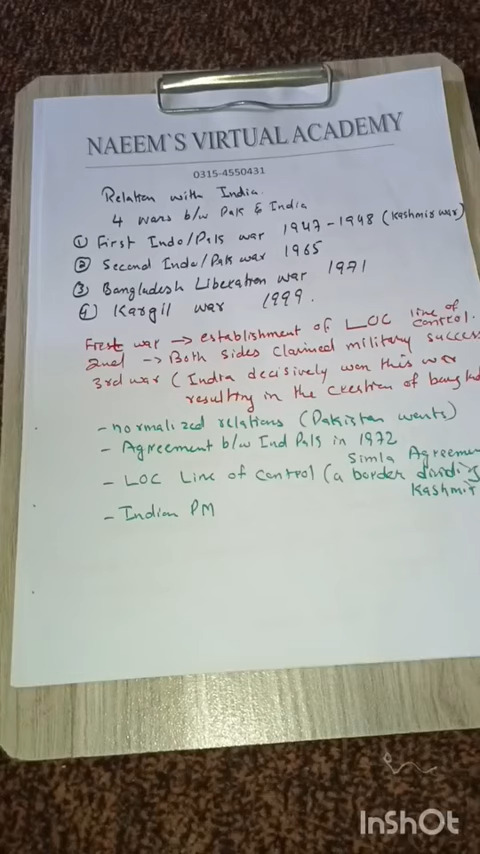 NAEEM`S VIRTUAL ACADEMY
0315-4550431
Relation with India.
4 wars b/w Pak & India
① First Indo/Pak war 1947-1948 (Kashmir war)
② Second Indo/Pak war 1965
③ Bangladesh Liberation war 1971
④ Kargil war 1999.
First war → establishment of LOC line of control.
2nd → Both sides claimed military success
3rd war (India decisively won this war
resulting in the creation of
- normalized relations (Pakistan wants)
- Agreement b/w Ind Pak in 1972
Simla Agreemen
- LOC Line of control (a border dividi
Kashmir
- Indian PM
InShOt